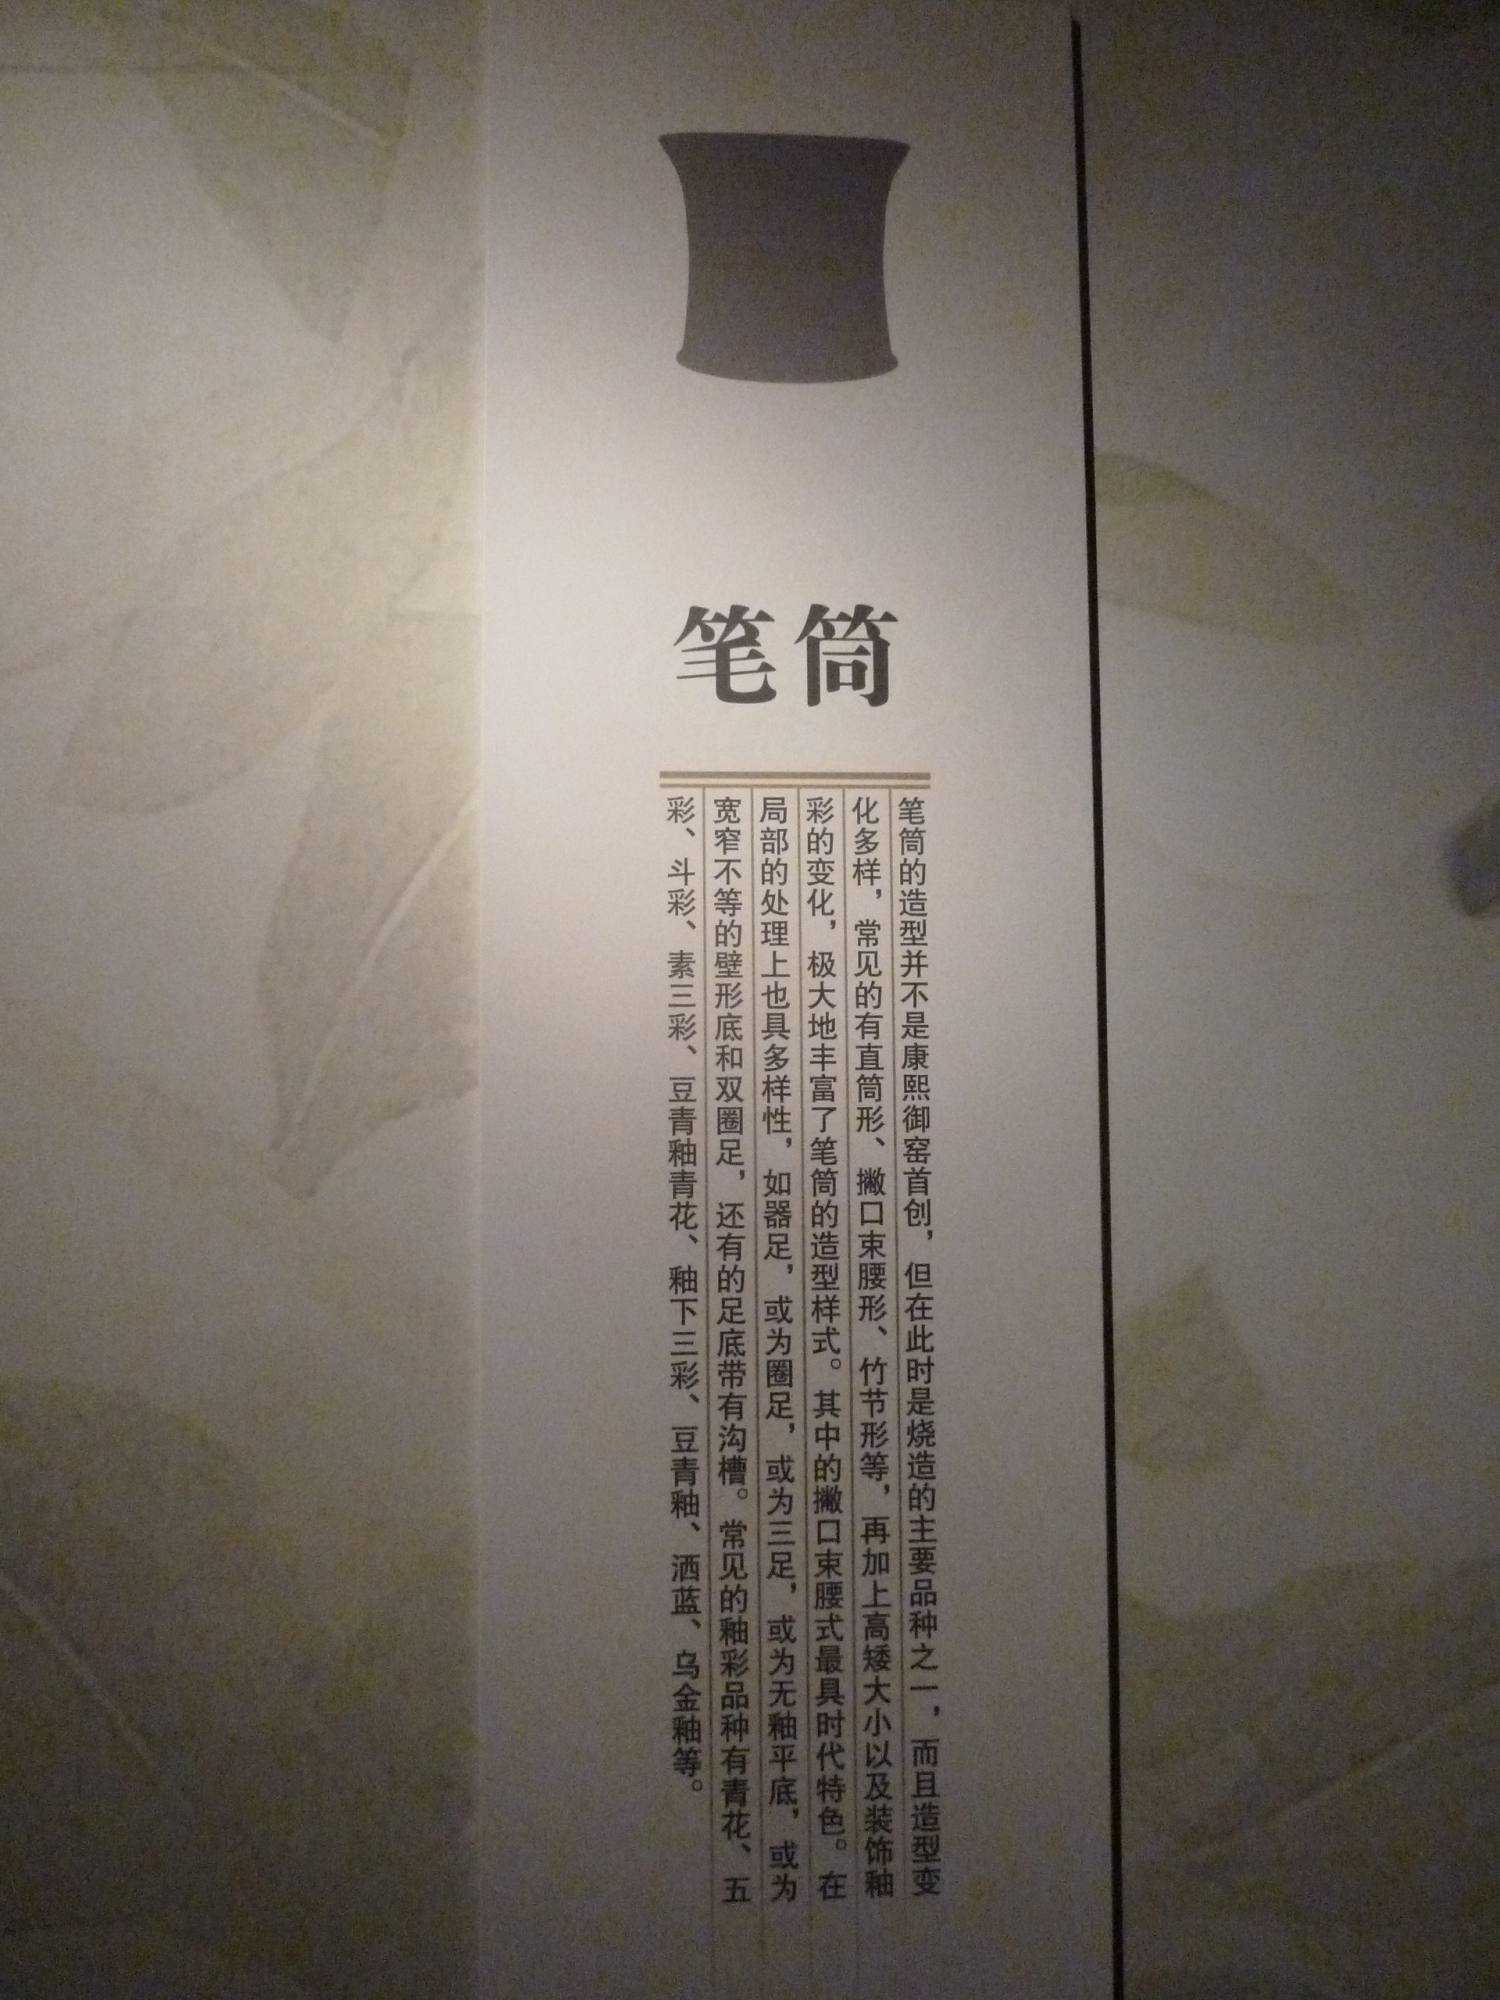 笔筒
笔筒的造型并不是康熙御窑首创，但在此时是烧造的主要品种之一，而且造型变
化多样，常见的有直筒形、撇口束腰形、竹节形等，再加上高矮大小以及装饰釉
彩的变化，极大地丰富了笔筒的造型样式。其中的撇口束腰式最具时代特色。在
局部的处理上也具多样性，如器足，或为圈足，或为三足，或为无釉平底，或为
宽窄不等的壁形底和双圈足，还有的足底带有沟槽。常见的釉彩品种有青花、五
彩、斗彩、素三彩、豆青釉青花、釉下三彩、豆青釉、洒蓝、乌金釉等。